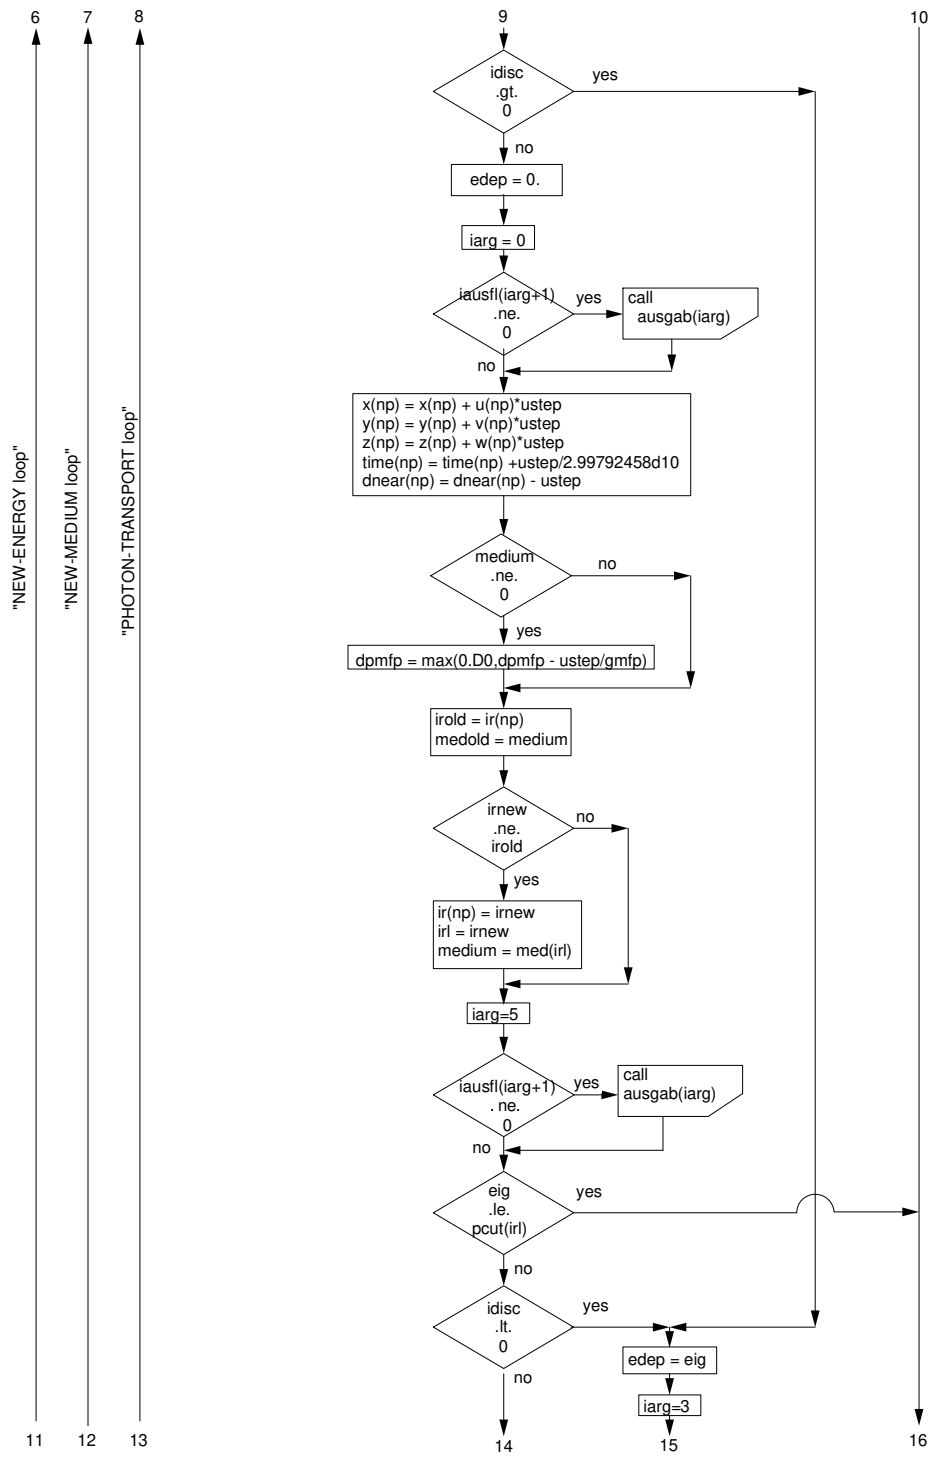 6
7
8
9
10
idisc
.gt.
0
yes
no
edep = 0.
iarg = 0
iausfl(iarg+1)
.ne.
0
yes
call
ausgab(iarg)
no
x(np) = x(np) + u(np)*ustep
y(np) = y(np) + v(np)*ustep
z(np) = z(np) + w(np)*ustep
time(np) = time(np) +ustep/2.99792458d10
dnear(np) = dnear(np) - ustep
"NEW-ENERGY loop"
"NEW-MEDIUM loop"
"PHOTON-TRANSPORT loop"
medium
.ne.
0
no
yes
dpmfp = max(0.D0,dpmfp - ustep/gmfp)
irold = ir(np)
medold = medium
irnew
.ne.
irold
no
yes
ir(np) = irnew
irl = irnew
medium = med(irl)
iarg=5
iausfl(iarg+1)
. ne.
0
yes
call
ausgab(iarg)
no
eig
.le.
pcut(irl)
yes
no
idisc
.lt.
0
yes
edep = eig
no
iarg=3
11
12
13
14
15
16